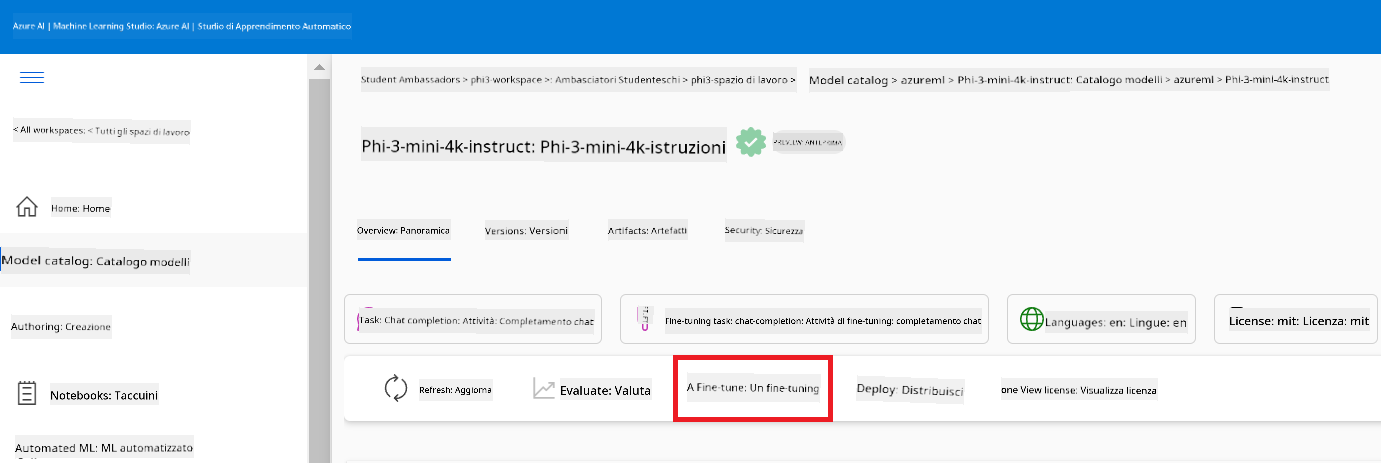 Azure AI | Machine Learning Studio: Azure AI | Studio di Apprendimento Automatico
Student Ambassadors > phi3-workspace >: Ambasciatori Studenteschi > phi3-spazio di lavoro > Model catalog > azureml > Phi-3-mini-4k-instruct: Catalogo modelli > azureml > Phi-3-mini-4k-instruct
< All workspaces: < Tutti gli spazi di lavoro
Phi-3-mini-4k-instruct: Phi-3-mini-4k-istruzioni PREVIEW: ANTEPRIMA
Home: Home
Overview: Panoramica Versions: Versioni Artifacts: Artefatti Security: Sicurezza
Model catalog: Catalogo modelli
Authoring: Creazione
Task: Chat completion: Attività: Completamento chat Fine-tuning task: chat-completion: Attività di fine-tuning: completamento chat Languages: en: Lingue: en License: mit: Licenza: mit
Notebooks: Taccuini
Refresh: Aggiorna Evaluate: Valuta A Fine-tune: Un fine-tuning Deploy: Distribuisci one View license: Visualizza licenza
Automated ML: ML automatizzato